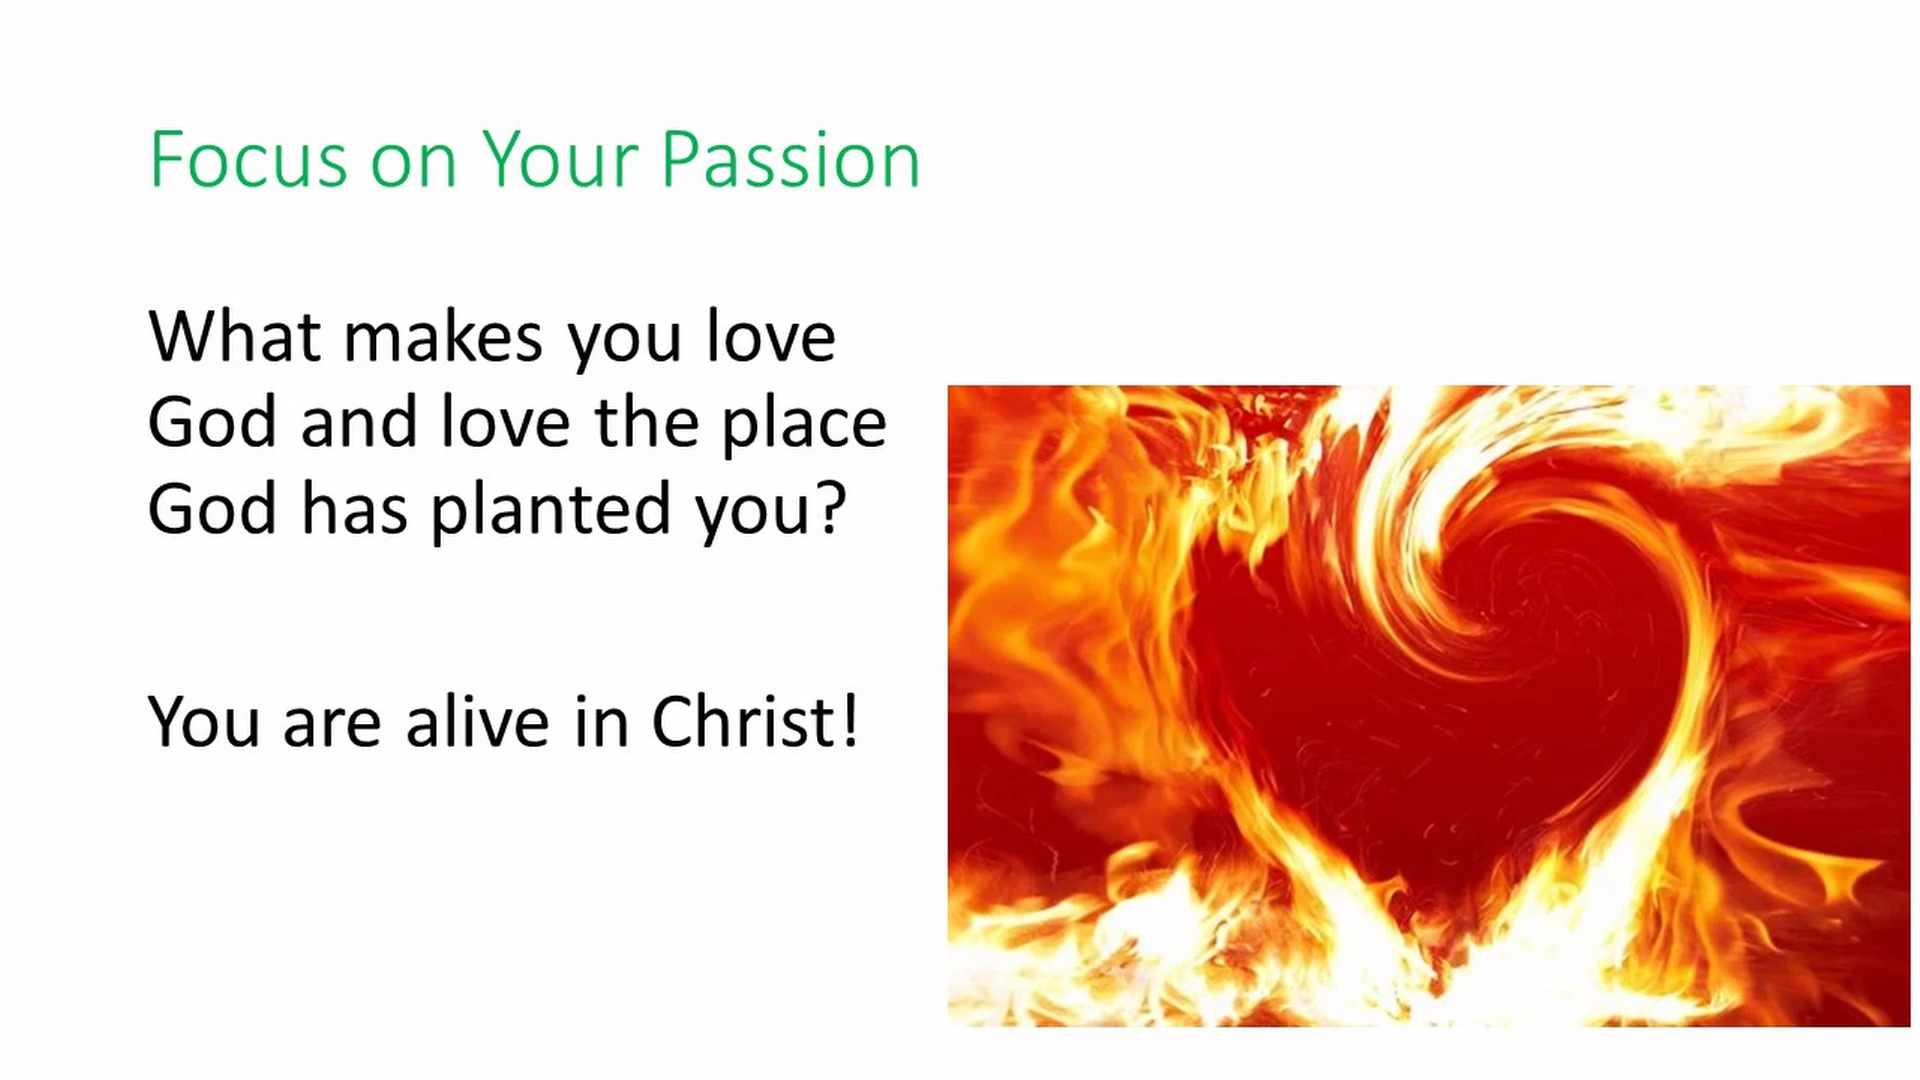 Focus on Your Passion
What makes you love
God and love the place
God has planted you?
You are alive in Christ!